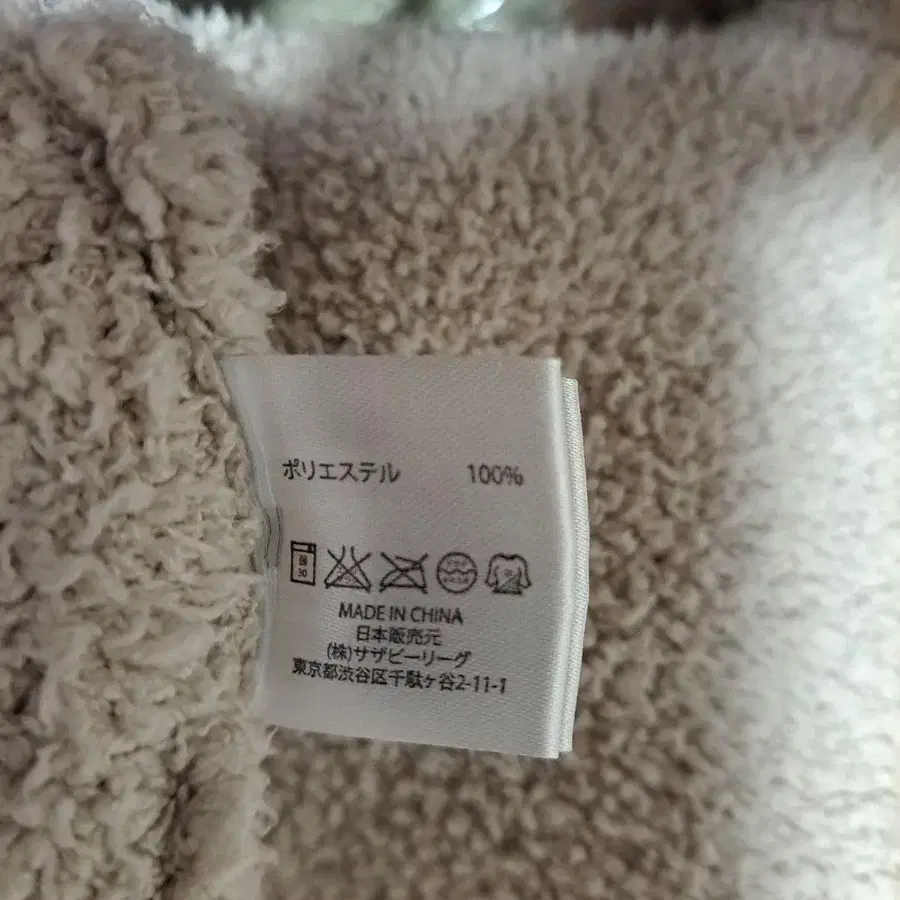 ポリエステル 100%
MADE IN CHINA
日本販売元
(株)サザビーリーグ
東京都渋谷区千駄ヶ谷2-11-1